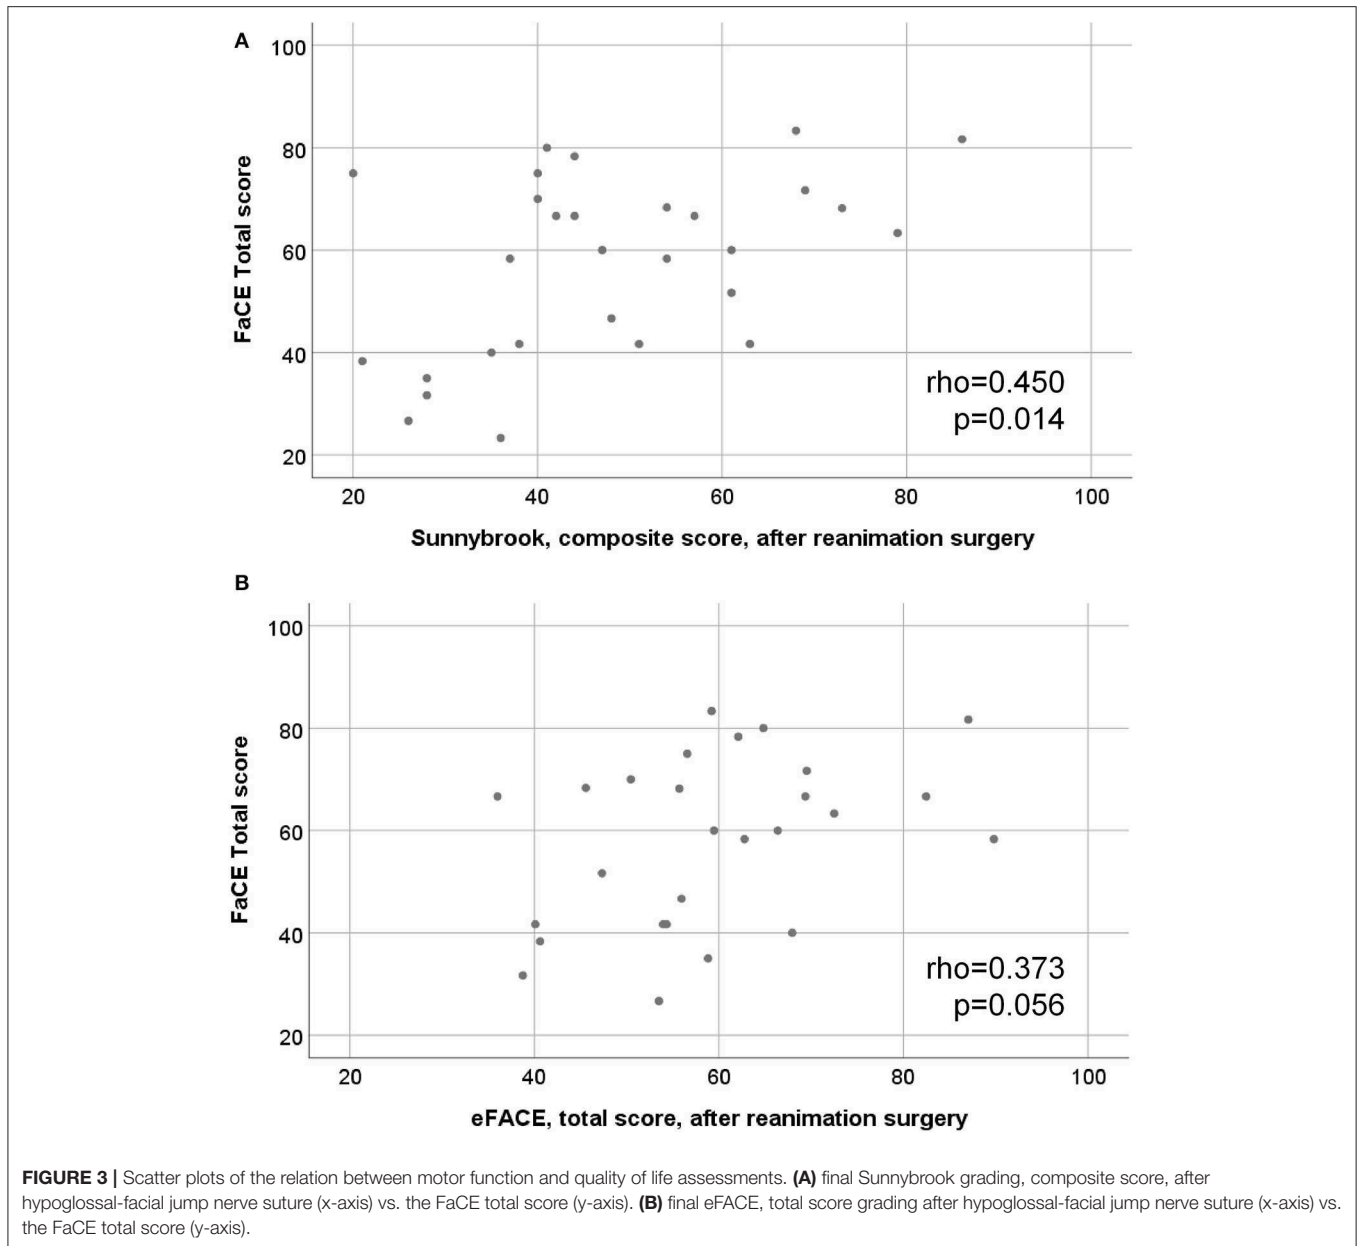 A
100
80
60
40
20
FaCE Total score
rho=0.450
p=0.014
20 40 60 80 100
Sunnybrook, composite score, after reanimation surgery
B
100
80
60
40
20
FaCE Total score
rho=0.373
p=0.056
20 40 60 80 100
eFACE, total score, after reanimation surgery
FIGURE 3 | Scatter plots of the relation between motor function and quality of life assessments. (A) final Sunnybrook grading, composite score, after
hypoglossal-facial jump nerve suture (x-axis) vs. the FaCE total score (y-axis). (B) final eFACE, total score grading after hypoglossal-facial jump nerve suture (x-axis) vs.
the FaCE total score (y-axis).